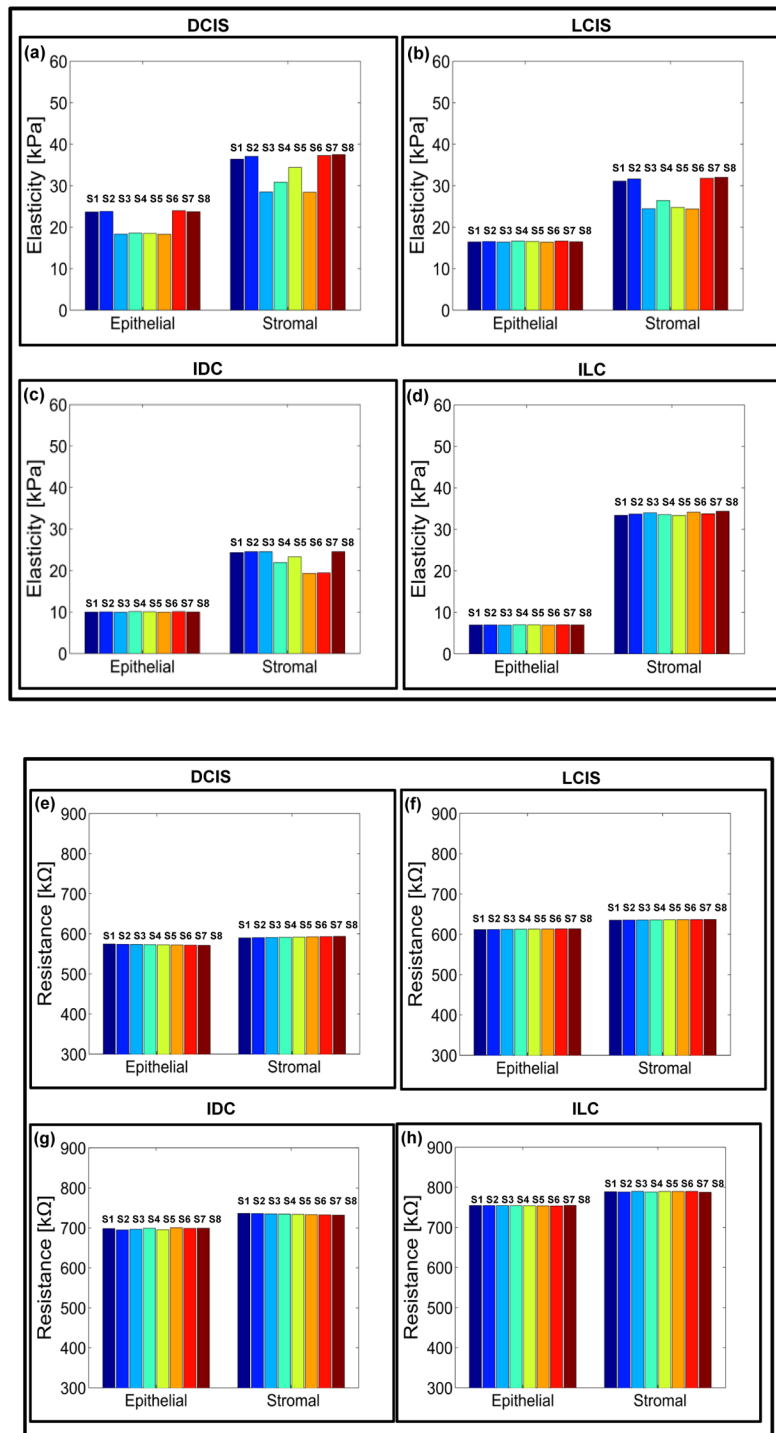 DCIS
LCIS
(a)
60
50
40
30
20
10
0
Elasticity [kPa]
S1 S2 S3 S4 S5 S6 S7 S8
S1 S2 S3 S4 S5 S6 S7 S8
Epithelial
Stromal
(b)
60
50
40
30
20
10
0
Elasticity [kPa]
S1 S2 S3 S4 S5 S6 S7 S8
S1 S2 S3 S4 S5 S6 S7 S8
Epithelial
Stromal
IDC
ILC
(c)
60
50
40
30
20
10
0
Elasticity [kPa]
S1 S2 S3 S4 S5 S6 S7 S8
S1 S2 S3 S4 S5 S6 S7 S8
Epithelial
Stromal
(d)
60
50
40
30
20
10
0
Elasticity [kPa]
S1 S2 S3 S4 S5 S6 S7 S8
S1 S2 S3 S4 S5 S6 S7 S8
Epithelial
Stromal
DCIS
LCIS
(e)
900
800
700
600
500
400
300
Resistance [kΩ]
S1 S2 S3 S4 S5 S6 S7 S8
S1 S2 S3 S4 S5 S6 S7 S8
Epithelial
Stromal
(f)
900
800
700
600
500
400
300
Resistance [kΩ]
S1 S2 S3 S4 S5 S6 S7 S8
S1 S2 S3 S4 S5 S6 S7 S8
Epithelial
Stromal
IDC
ILC
(g)
900
800
700
600
500
400
300
Resistance [kΩ]
S1 S2 S3 S4 S5 S6 S7 S8
S1 S2 S3 S4 S5 S6 S7 S8
Epithelial
Stromal
(h)
900
800
700
600
500
400
300
Resistance [kΩ]
S1 S2 S3 S4 S5 S6 S7 S8
S1 S2 S3 S4 S5 S6 S7 S8
Epithelial
Stromal